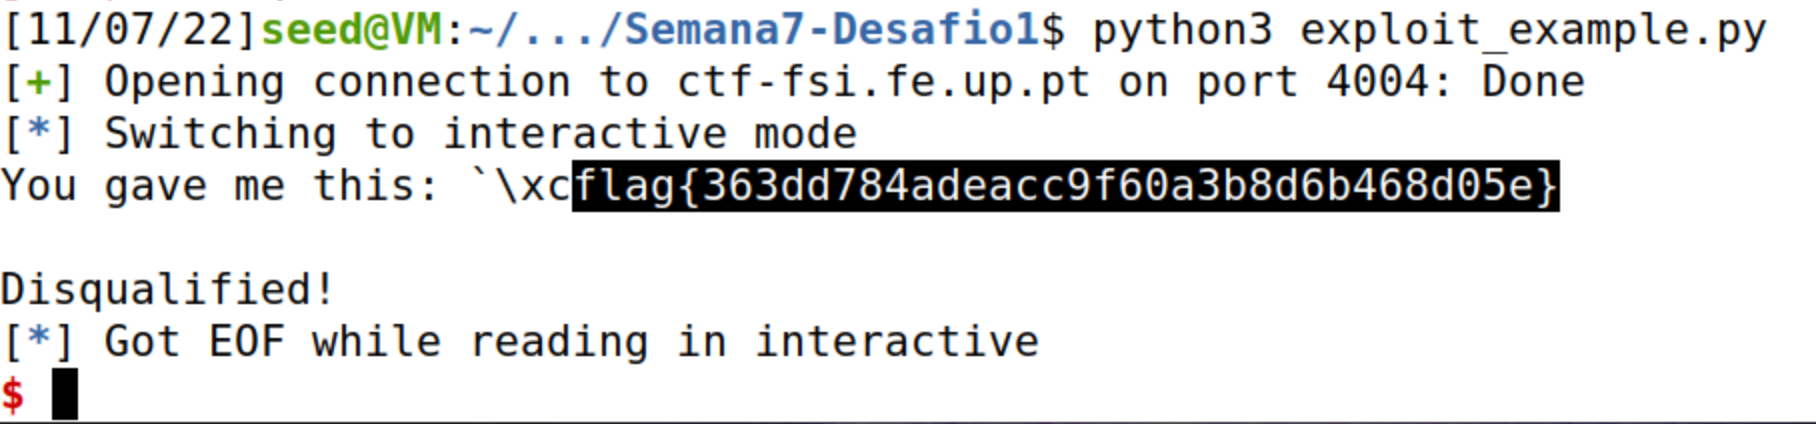 [11/07/22]seed@VM:~/.../Semana7-Desafio1$ python3 exploit_example.py
[+] Opening connection to ctf-fsi.fe.up.pt on port 4004: Done
[*] Switching to interactive mode
You gave me this: `\xcflag{363dd784adeacc9f60a3b8d6b468d05e}
Disqualified!
[*] Got EOF while reading in interactive
$